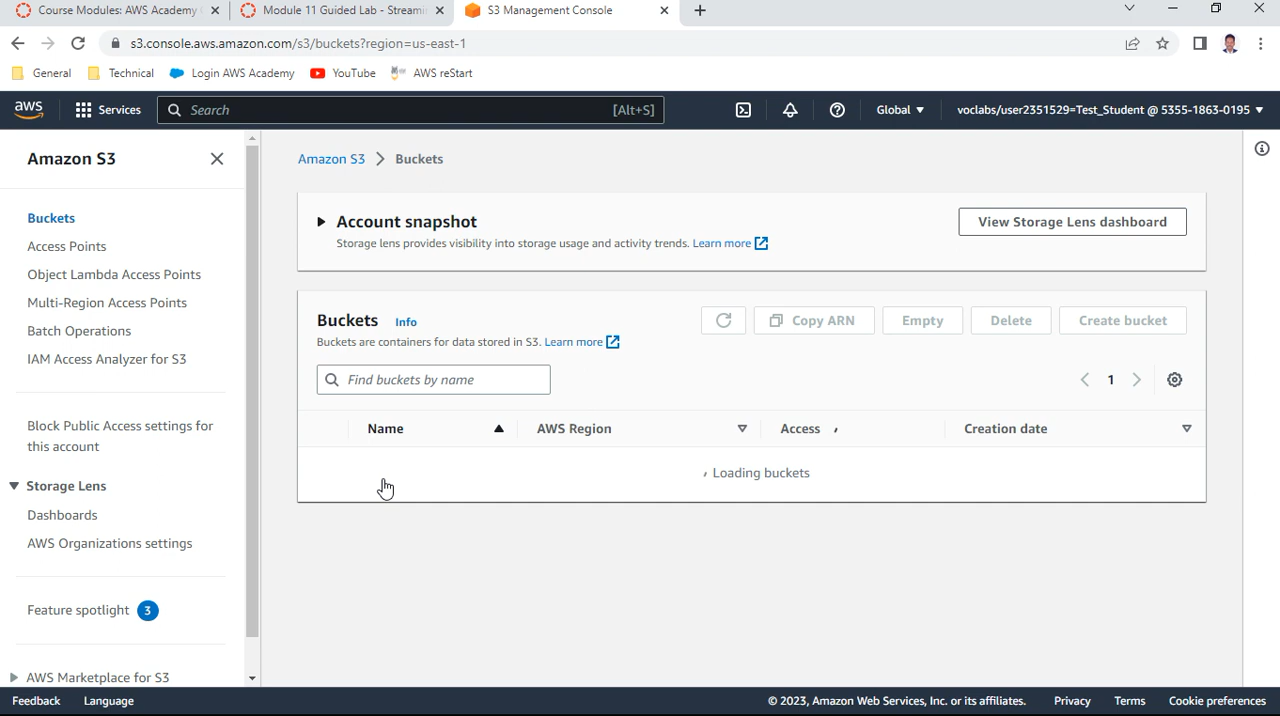 Course Modules: AWS Academy
Module 11 Guided Lab - Streami
S3 Management Console
s3.console.aws.amazon.com/s3/buckets?region=us-east-1
General
Technical
Login AWS Academy
YouTube
AWS reStart
aws
Services
Search
[Alt+S]
Global
voclabs/user2351529=Test_Student @ 5355-1863-0195
Amazon S3
Buckets
Access Points
Object Lambda Access Points
Multi-Region Access Points
Batch Operations
IAM Access Analyzer for S3
Block Public Access settings for
this account
Storage Lens
Dashboards
AWS Organizations settings
Feature spotlight 3
AWS Marketplace for S3
Amazon S3 > Buckets
Account snapshot
Storage lens provides visibility into storage usage and activity trends. Learn more
View Storage Lens dashboard
Buckets Info
Buckets are containers for data stored in S3. Learn more
Copy ARN
Empty
Delete
Create bucket
Find buckets by name
1
Name
AWS Region
Access
Creation date
Loading buckets
Feedback
Language
© 2023, Amazon Web Services, Inc. or its affiliates.
Privacy
Terms
Cookie preferences